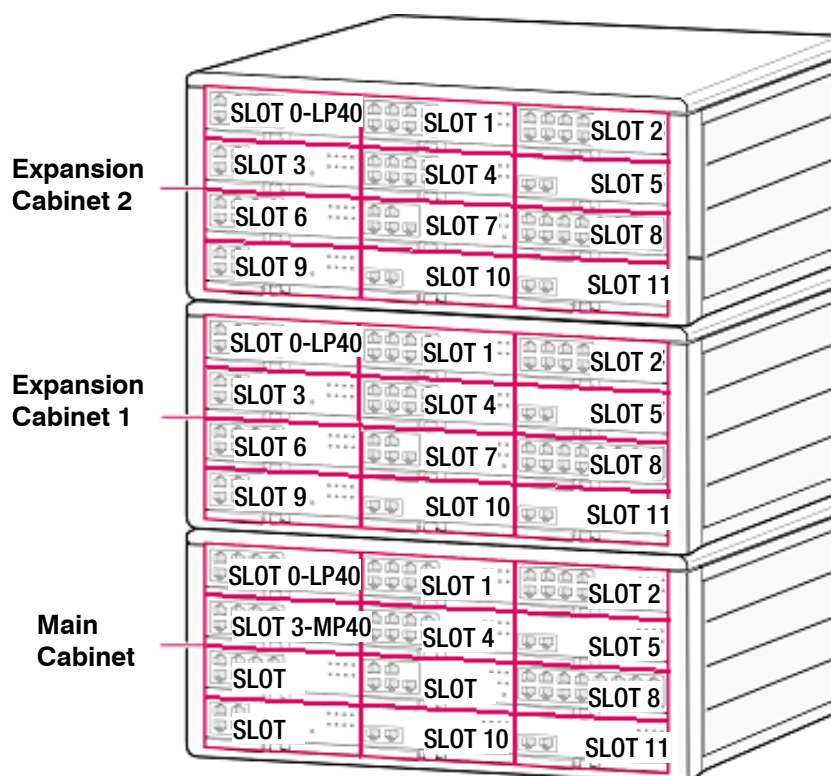 Expansion
Cabinet 2
SLOT 0-LP40 SLOT 1 SLOT 2
SLOT 3 SLOT 4 SLOT 5
SLOT 6 SLOT 7 SLOT 8
SLOT 9 SLOT 10 SLOT 11
Expansion
Cabinet 1
SLOT 0-LP40 SLOT 1 SLOT 2
SLOT 3 SLOT 4 SLOT 5
SLOT 6 SLOT 7 SLOT 8
SLOT 9 SLOT 10 SLOT 11
Main
Cabinet
SLOT 0-LP40 SLOT 1 SLOT 2
SLOT 3-MP40 SLOT 4 SLOT 5
SLOT SLOT SLOT 8
SLOT SLOT 10 SLOT 11